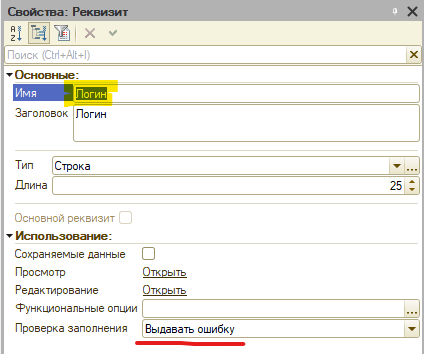 Свойства: Реквизит
Поиск (Ctrl+Alt+I)
Основные:
Имя Логин
Заголовок Логин
Тип Строка
Длина 25
Основной реквизит
Использование:
Сохраняемые данные
Просмотр Открыть
Редактирование Открыть
Функциональные опции
Проверка заполнения Выдавать ошибку